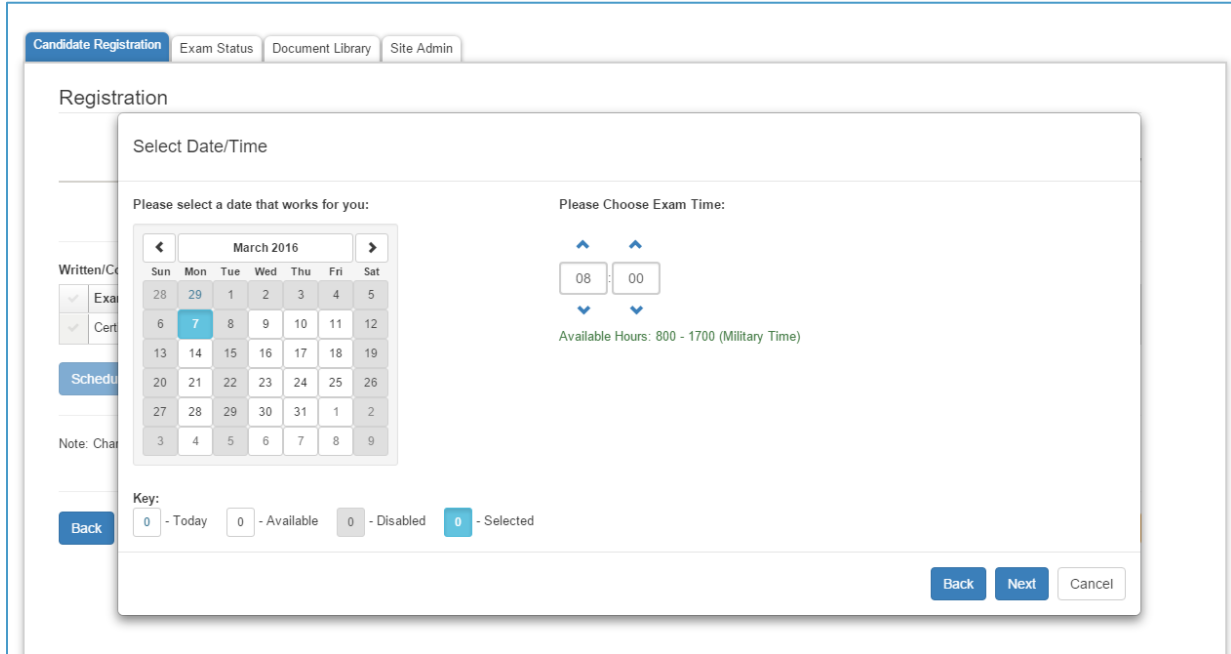 Candidate Registration Exam Status Document Library Site Admin
Registration
Select Date/Time
Please select a date that works for you:
March 2016
Sun Mon Tue Wed Thu Fri Sat
28 29 1 2 3 4 5
6 7 8 9 10 11 12
13 14 15 16 17 18 19
20 21 22 23 24 25 26
27 28 29 30 31 1 2
3 4 5 6 7 8 9
Key:
0 - Today 0 - Available 0 - Disabled 0 - Selected
Please Choose Exam Time:
08 : 00
Available Hours: 800 - 1700 (Military Time)
Back Next Cancel
Written/Co
Exa
Cert
Schedu
Note: Char
Back